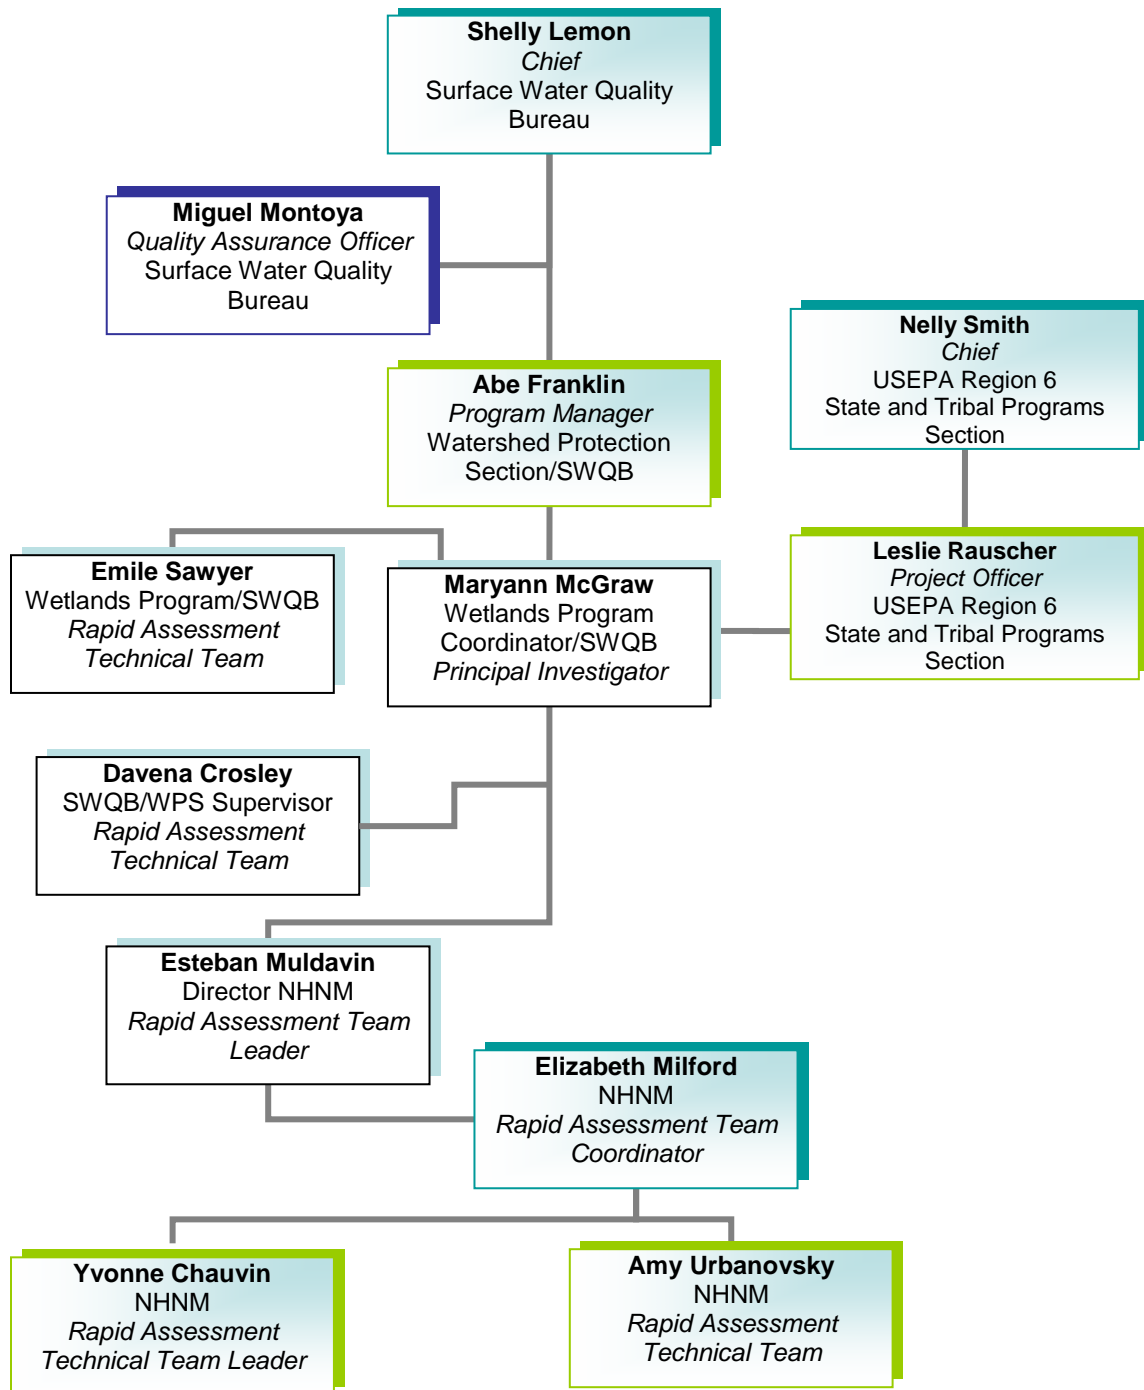 Shelly Lemon
Chief
Surface Water Quality
Bureau
Miguel Montoya
Quality Assurance Officer
Surface Water Quality
Bureau
Abe Franklin
Program Manager
Watershed Protection
Section/SWQB
Nelly Smith
Chief
USEPA Region 6
State and Tribal Programs
Section
Emile Sawyer
Wetlands Program/SWQB
Rapid Assessment
Technical Team
Maryann McGraw
Wetlands Program
Coordinator/SWQB
Principal Investigator
Leslie Rauscher
Project Officer
USEPA Region 6
State and Tribal Programs
Section
Davena Crosley
SWQB/WPS Supervisor
Rapid Assessment
Technical Team
Esteban Muldavin
Director NHNM
Rapid Assessment Team
Leader
Elizabeth Milford
NHNM
Rapid Assessment Team
Coordinator
Yvonne Chauvin
NHNM
Rapid Assessment
Technical Team Leader
Amy Urbanovsky
NHNM
Rapid Assessment
Technical Team